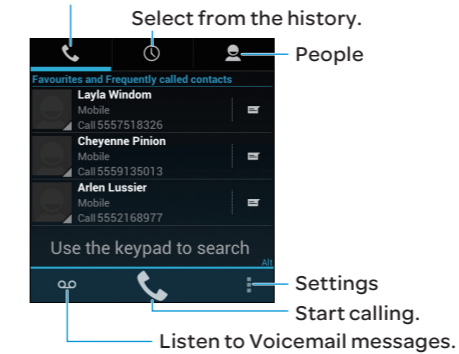 Select from the history.
People
Favourites and Frequently called contacts
Layla Windom
Mobile
Call 5557518326
Cheyenne Pinion
Mobile
Call 5559135013
Arlen Lussier
Mobile
Call 5552168977
Use the keypad to search
Alt
Settings
Start calling.
Listen to Voicemail messages.